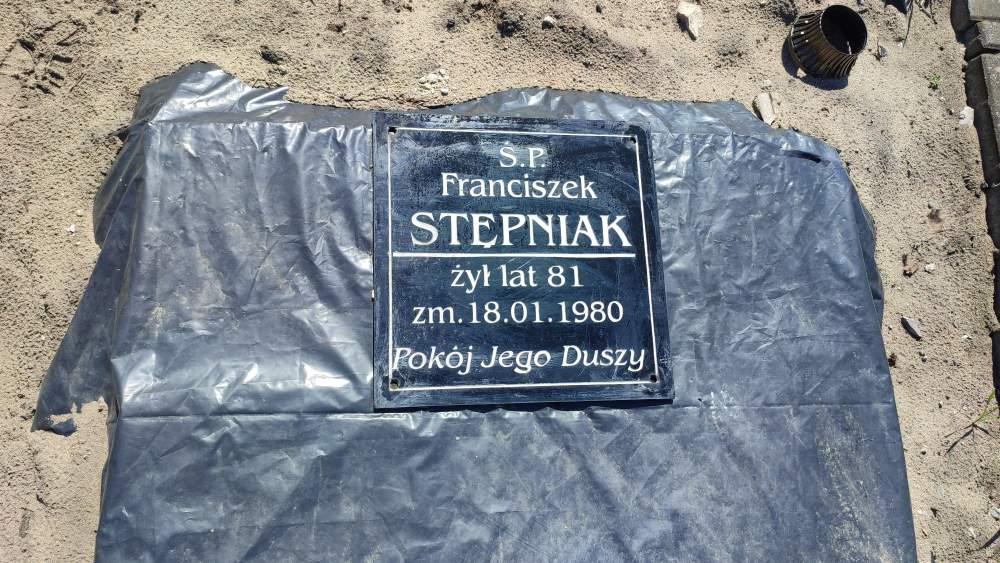 Ś.P.
Franciszek
STĘPNIAK
żył lat 81
zm. 18.01.1980
Pokój Jego Duszy